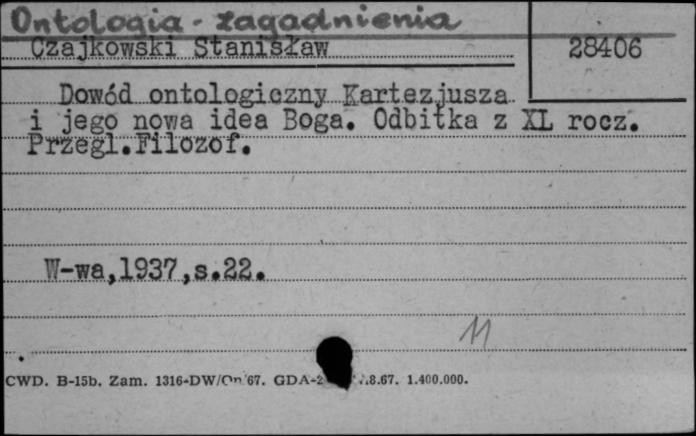 Ontologia - zagadnienia
Czajkowski Stanisław
28406
Dowód ontologiczny Kartezjusza
i jego nowa idea Boga. Odbitka z XL rocz.
Przegl.Filozof.
W-wa,1937,s.22.
11
CWD. B-15b. Zam. 1316-DW/On/67. GDA-2 .8.67. 1.400.000.